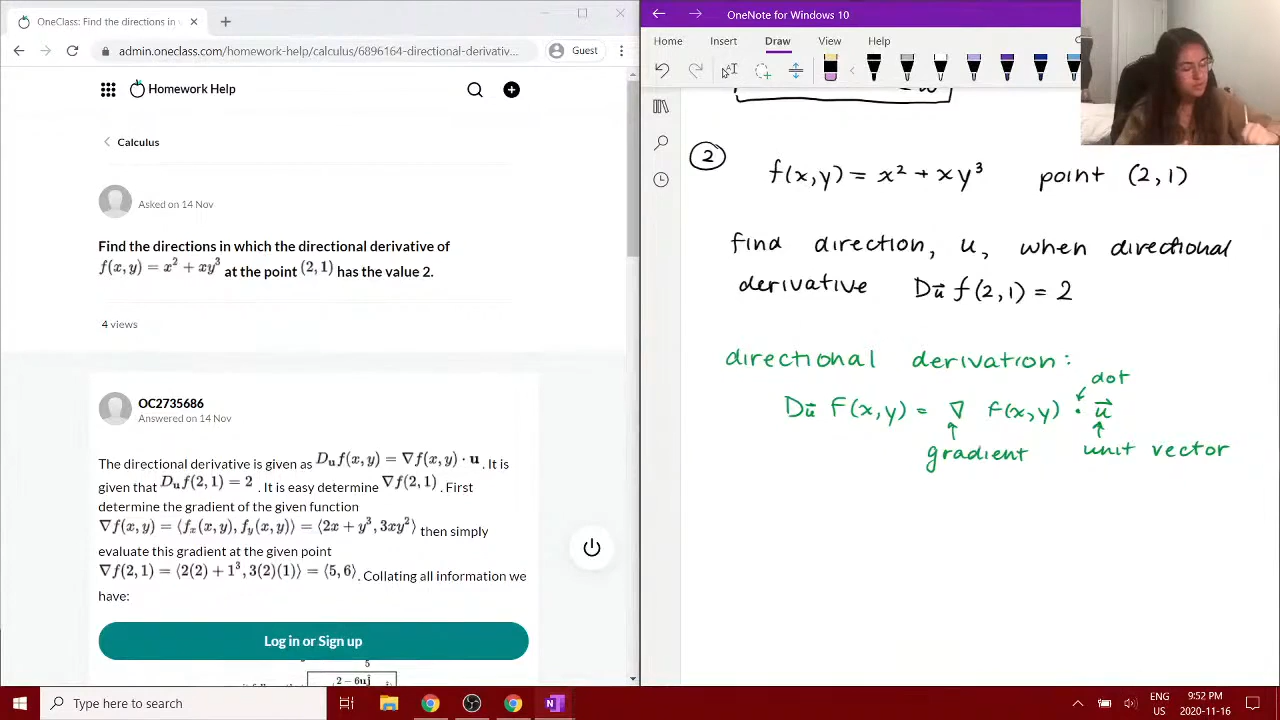 OneClass: Find the directions in
admin.oneclass.com/homework-help/calculus/6899164-directional-derivativ...
Guest
Homework Help
Calculus
Asked on 14 Nov
Find the directions in which the directional derivative of
f(x, y) = x² + xy³ at the point (2, 1) has the value 2.
4 views
OC2735686
Answered on 14 Nov
The directional derivative is given as D_u f(x, y) = ∇f(x, y) · u . It is
given that D_u f(2, 1) = 2 . It is easy determine ∇f(2, 1) . First
determine the gradient of the given function
∇f(x, y) = ⟨f_x(x, y), f_y(x, y)⟩ = ⟨2x + y³, 3xy²⟩ then simply
evaluate this gradient at the given point
∇f(2, 1) = ⟨2(2) + 1³, 3(2)(1)⟩ = ⟨5, 6⟩. Collating all information we
have:
Log in or Sign up
5
2 − 6uĵ
OneNote for Windows 10
Home Insert Draw View Help
2 f(x,y) = x² + xy³ point (2,1)
find direction, u, when directional
derivative Du⃗ f(2,1) = 2
directional derivation:
dot
Du⃗ F(x,y) = ∇ f(x,y) · u⃗
gradient unit vector
Type here to search
ENG
US
9:52 PM
2020-11-16